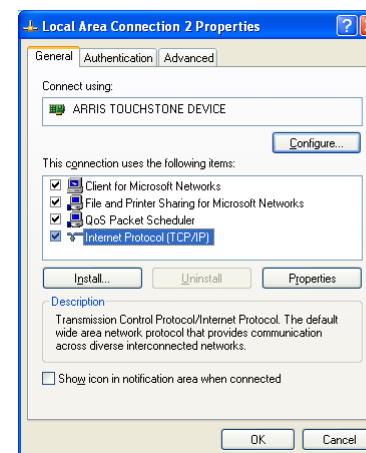 Local Area Connection 2 Properties
?
General Authentication Advanced
Connect using:
ARRIS TOUCHSTONE DEVICE
Configure...
This connection uses the following items:
Client for Microsoft Networks
File and Printer Sharing for Microsoft Networks
QoS Packet Scheduler
Internet Protocol (TCP/IP)
Install... Uninstall Properties
Description
Transmission Control Protocol/Internet Protocol. The default
wide area network protocol that provides communication
across diverse interconnected networks.
Show icon in notification area when connected
OK Cancel